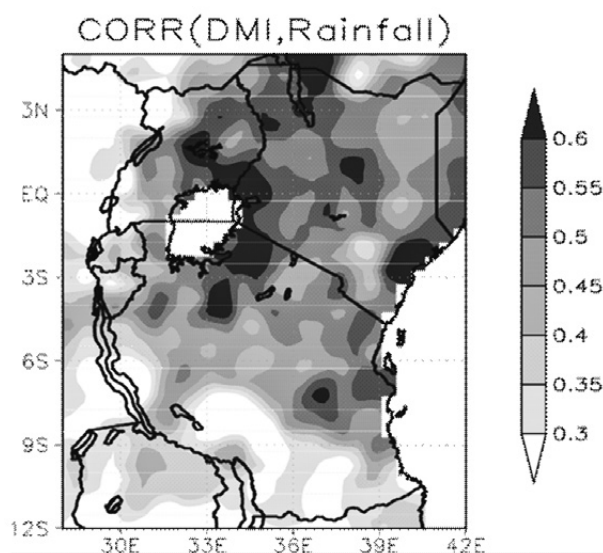 CORR(DMI,Rainfall)
3N
EQ
3S
6S
9S
12S
30E 33E 36E 39E 42E
0.6
0.55
0.5
0.45
0.4
0.35
0.3